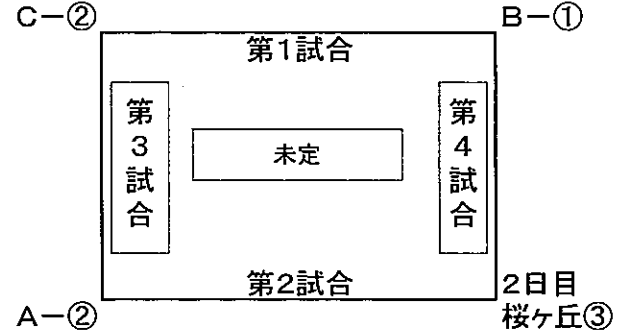 C－② B－①
第1試合
第3試合
未定
第4試合
第2試合
A－②
2日目
桜ヶ丘③